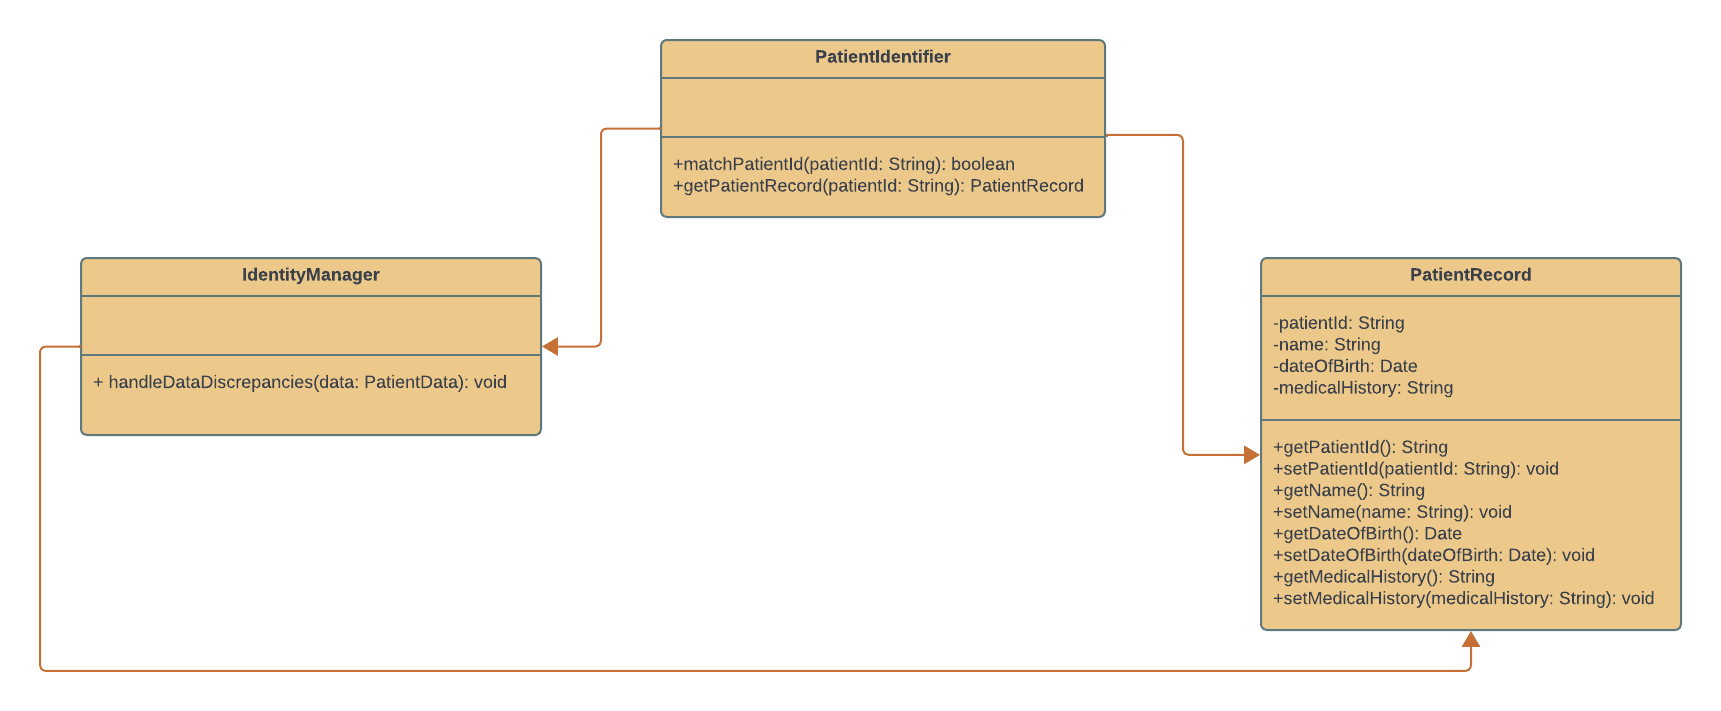 PatientIdentifier
+matchPatientId(patientId: String): boolean
+getPatientRecord(patientId: String): PatientRecord
IdentityManager
+ handleDataDiscrepancies(data: PatientData): void
PatientRecord
-patientId: String
-name: String
-dateOfBirth: Date
-medicalHistory: String
+getPatientId(): String
+setPatientId(patientId: String): void
+getName(): String
+setName(name: String): void
+getDateOfBirth(): Date
+setDateOfBirth(dateOfBirth: Date): void
+getMedicalHistory(): String
+setMedicalHistory(medicalHistory: String): void